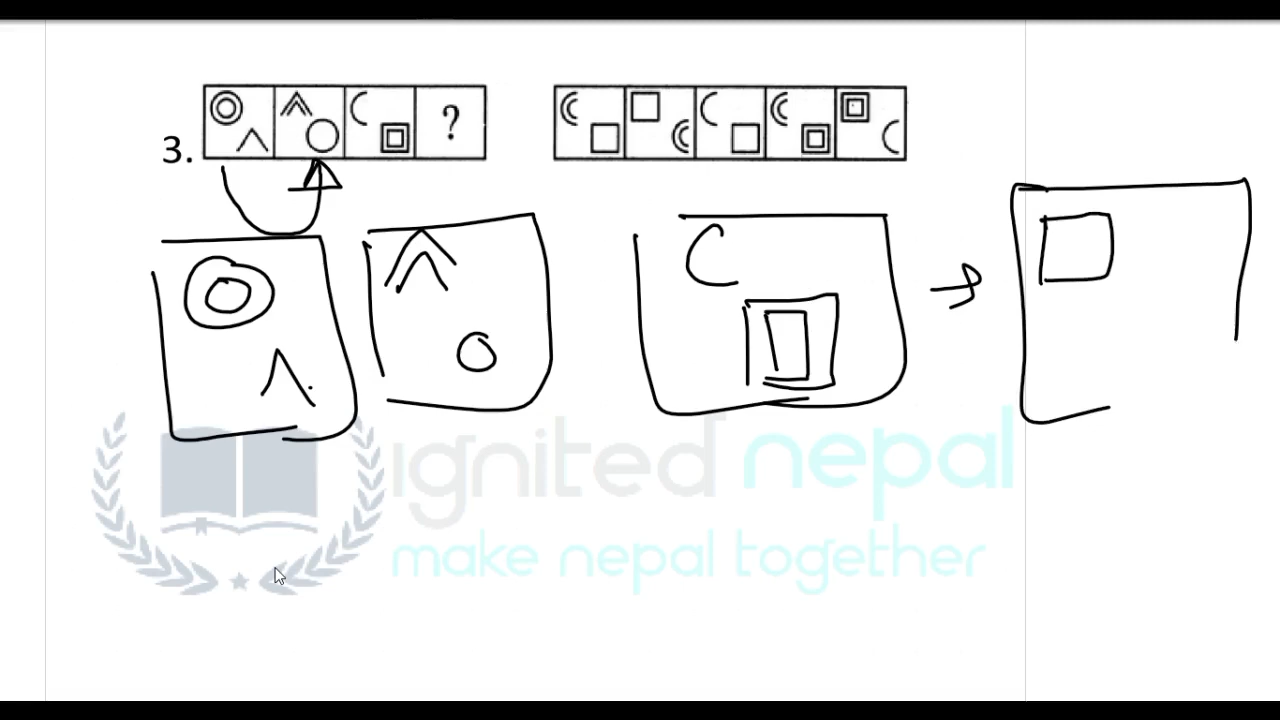 3.
?
ignited nepal
make nepal together